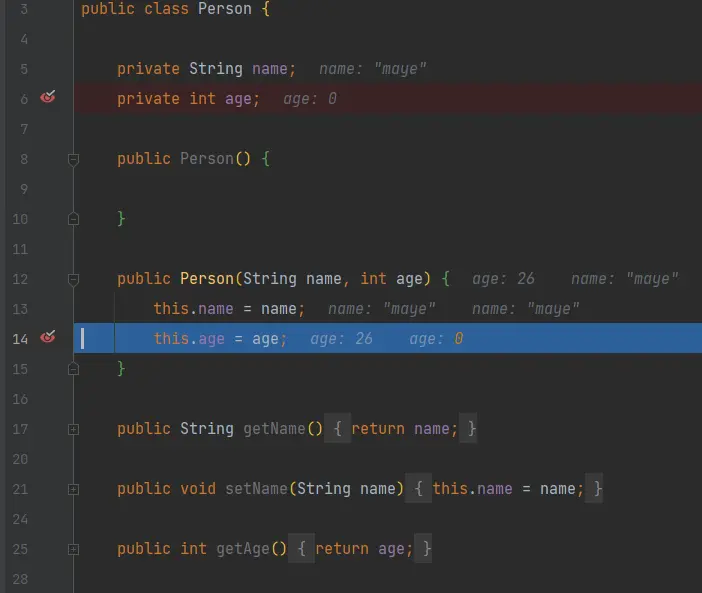 3 public class Person {
4
5 private String name; name: "maye"
6 private int age; age: 0
7
8 public Person() {
9
10 }
11
12 public Person(String name, int age) { age: 26 name: "maye"
13 this.name = name; name: "maye" name: "maye"
14 this.age = age; age: 26 age: 0
15 }
16
17 public String getName() { return name; }
20
21 public void setName(String name) { this.name = name; }
24
25 public int getAge() { return age; }
28